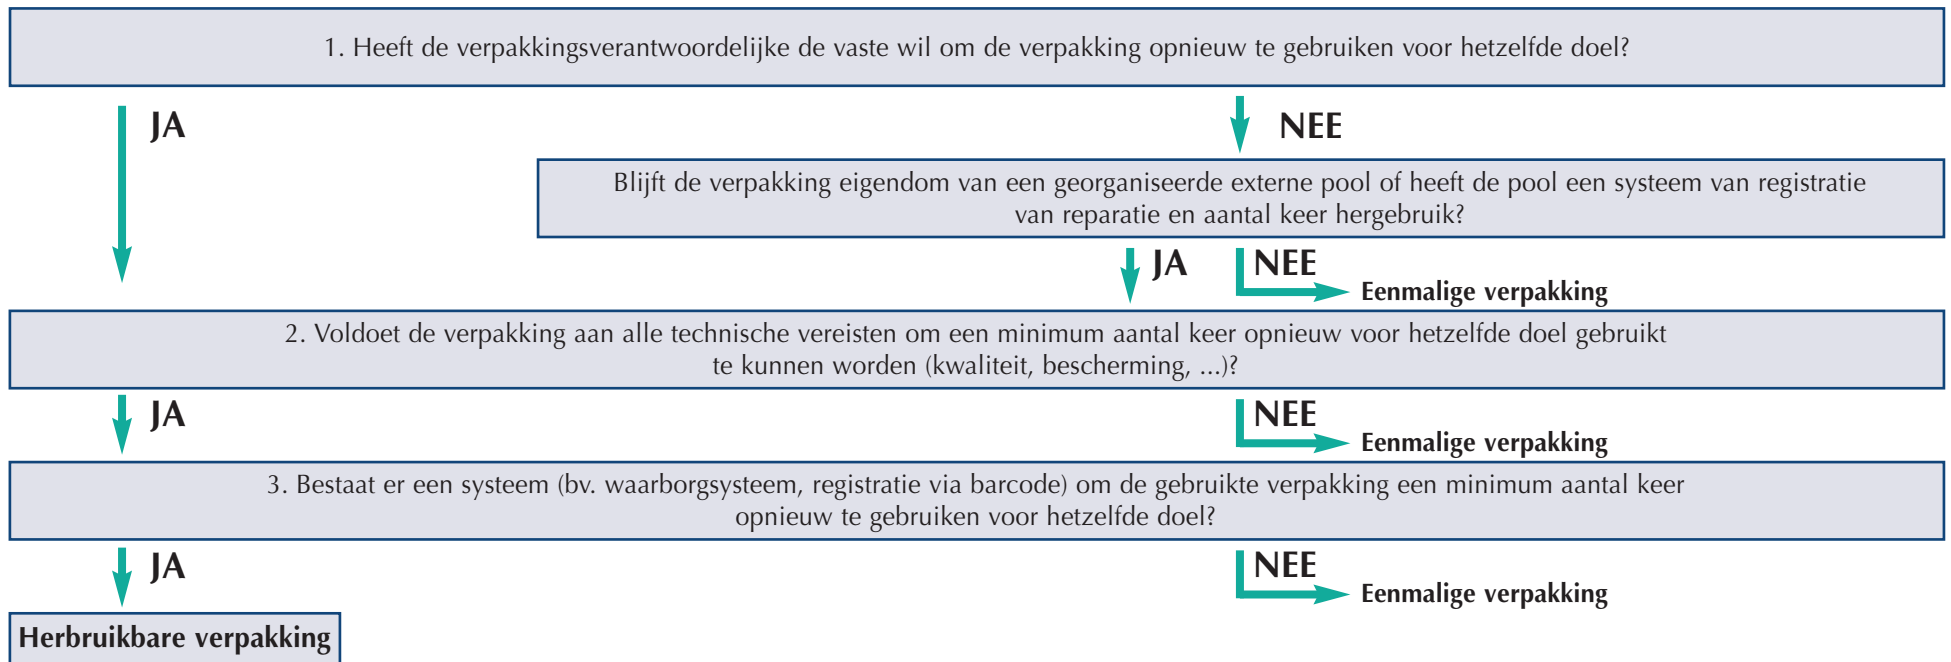 1. Heeft de verpakkingsverantwoordelijke de vaste wil om de verpakking opnieuw te gebruiken voor hetzelfde doel?
JA
NEE
Blijft de verpakking eigendom van een georganiseerde externe pool of heeft de pool een systeem van registratie
van reparatie en aantal keer hergebruik?
JA
NEE
Eenmalige verpakking
2. Voldoet de verpakking aan alle technische vereisten om een minimum aantal keer opnieuw voor hetzelfde doel gebruikt
te kunnen worden (kwaliteit, bescherming, ...)?
JA
NEE
Eenmalige verpakking
3. Bestaat er een systeem (bv. waarborgsysteem, registratie via barcode) om de gebruikte verpakking een minimum aantal keer
opnieuw te gebruiken voor hetzelfde doel?
JA
NEE
Eenmalige verpakking
Herbruikbare verpakking